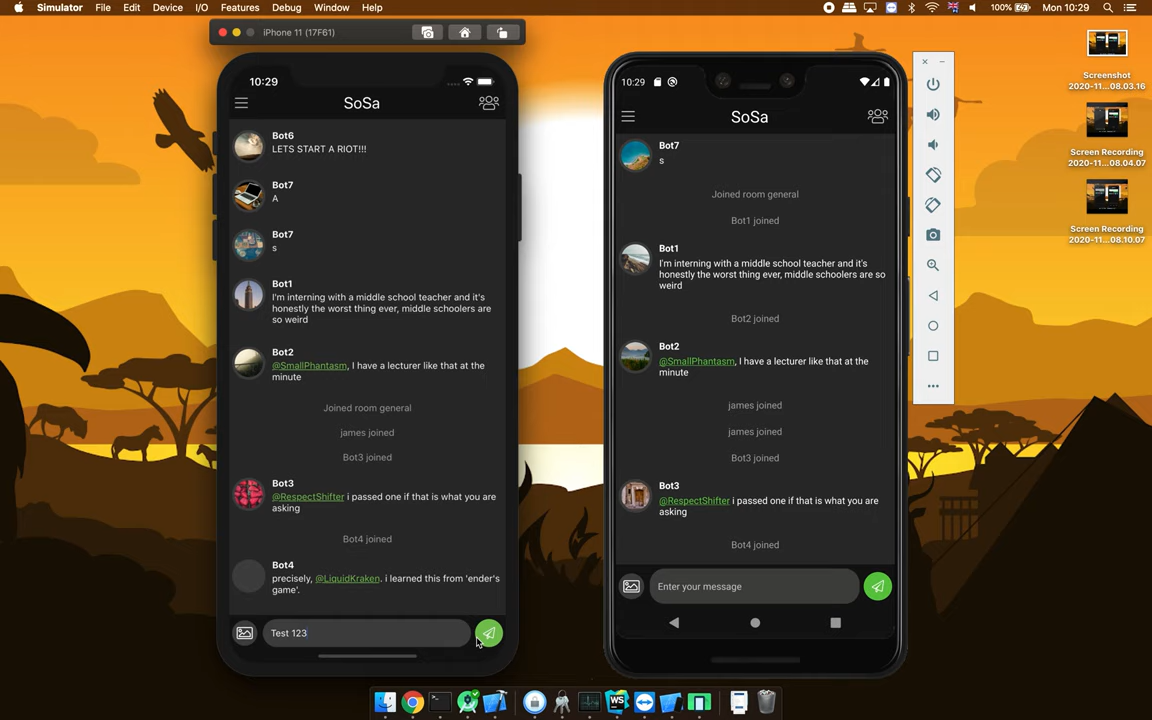 Simulator File Edit Device I/O Features Debug Window Help 100% Mon 10:29
iPhone 11 (17F61)
10:29
SoSa
Bot6
LETS START A RIOT!!!
Bot7
A
Bot7
s
Bot1
I'm interning with a middle school teacher and it's
honestly the worst thing ever, middle schoolers are
so weird
Bot2
@SmallPhantasm, I have a lecturer like that at the
minute
Joined room general
james joined
Bot3 joined
Bot3
@RespectShifter i passed one if that is what you are
asking
Bot4 joined
Bot4
precisely, @LiquidKraken. i learned this from 'ender's
game'.
Test 123
10:29
SoSa
Bot7
s
Joined room general
Bot1 joined
Bot1
I'm interning with a middle school teacher and it's
honestly the worst thing ever, middle schoolers are so
weird
Bot2 joined
Bot2
@SmallPhantasm, I have a lecturer like that at the
minute
james joined
james joined
Bot3 joined
Bot3
@RespectShifter i passed one if that is what you are
asking
Bot4 joined
Enter your message
Screenshot
2020-11...08.03.16
Screen Recording
2020-11...08.04.07
Screen Recording
2020-11...08.10.07
WS